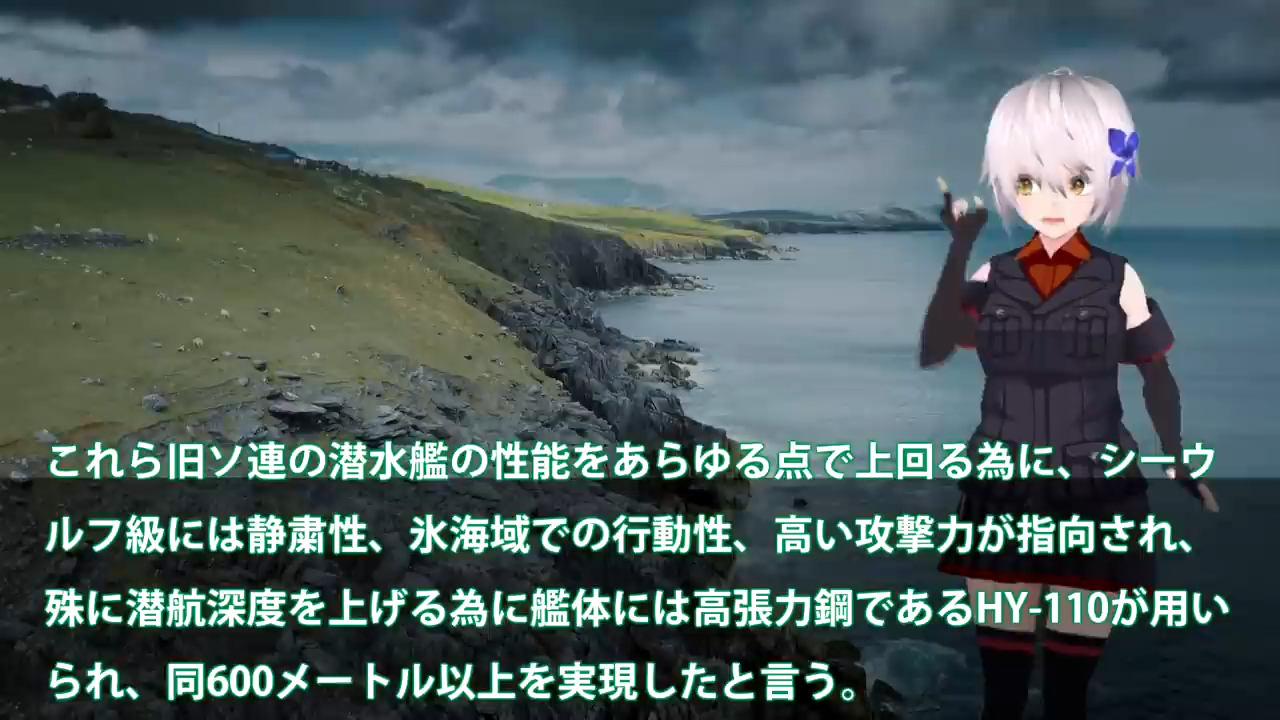 これら旧ソ連の潜水艦の性能をあらゆる点で上回る為に、シーウ
ルフ級には静粛性、氷海域での行動性、高い攻撃力が指向され、
殊に潜航深度を上げる為に艦体には高張力鋼であるHY-110が用い
られ、同600メートル以上を実現したと言う。